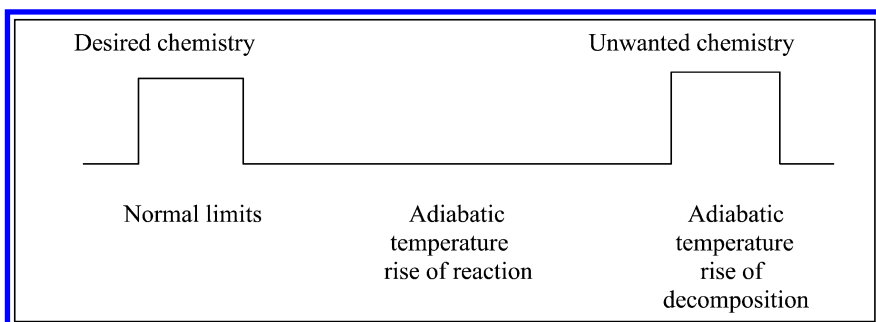 Desired chemistry
Unwanted chemistry
Normal limits
Adiabatic
temperature
rise of reaction
Adiabatic
temperature
rise of
decomposition